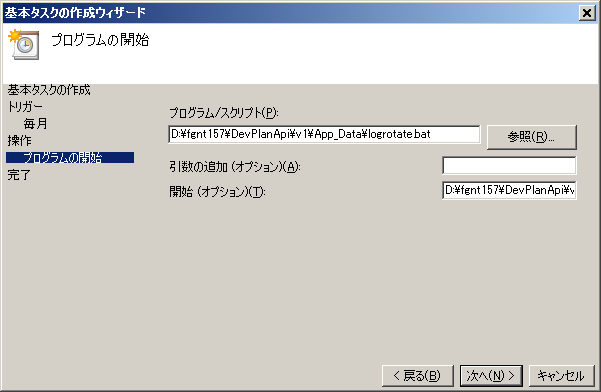 基本タスクの作成ウィザード
プログラムの開始
基本タスクの作成
トリガー
毎月
操作
プログラムの開始
完了
プログラム/スクリプト(P):
D:¥fgnt157¥DevPlanApi¥v1¥App_Data¥logrotate.bat
参照(R)...
引数の追加 (オプション)(A):
開始 (オプション)(T):
D:¥fgnt157¥DevPlanApi¥v
< 戻る(B)
次へ(N) >
キャンセル